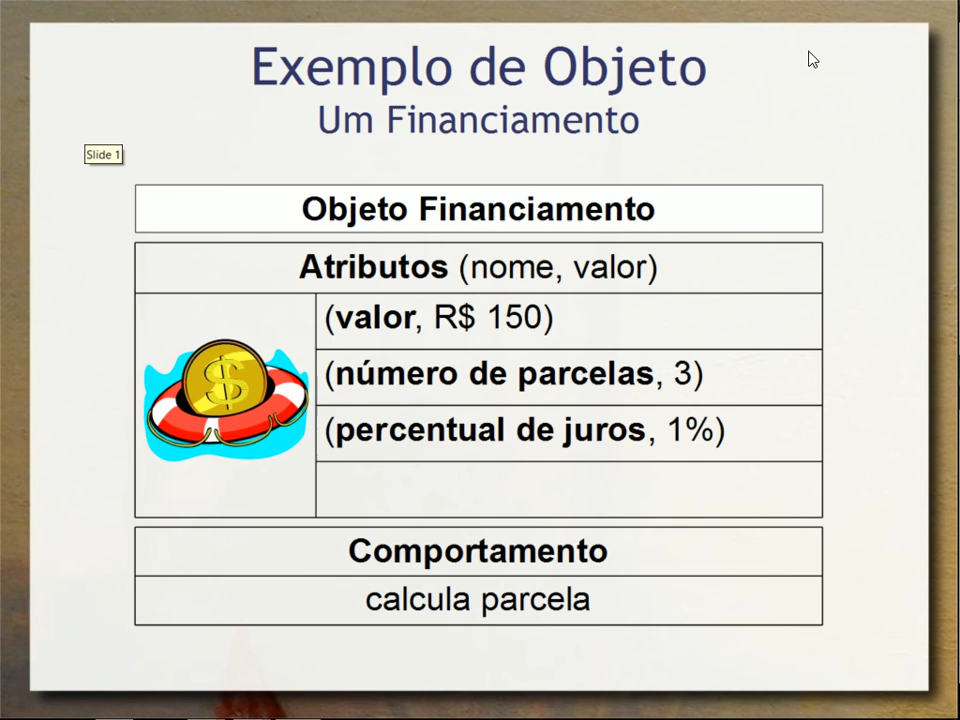 Exemplo de Objeto
Um Financiamento
Slide 1
Objeto Financiamento
Atributos (nome, valor)
(valor, R$ 150)
(número de parcelas, 3)
(percentual de juros, 1%)
$
Comportamento
calcula parcela